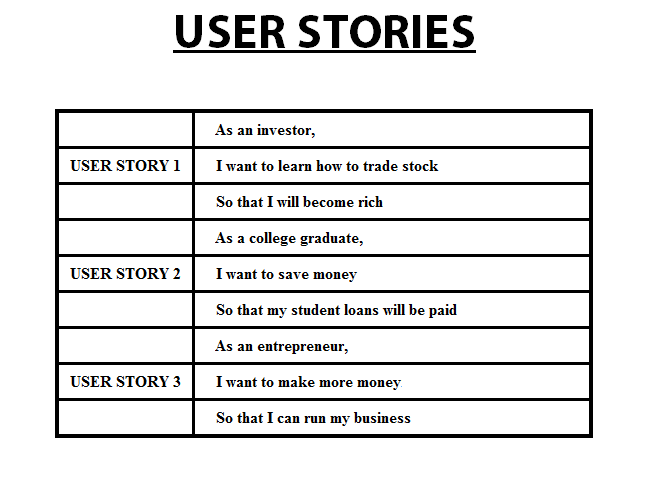 USER STORIES
As an investor,
USER STORY 1 I want to learn how to trade stock
So that I will become rich
As a college graduate,
USER STORY 2 I want to save money
So that my student loans will be paid
As an entrepreneur,
USER STORY 3 I want to make more money
So that I can run my business